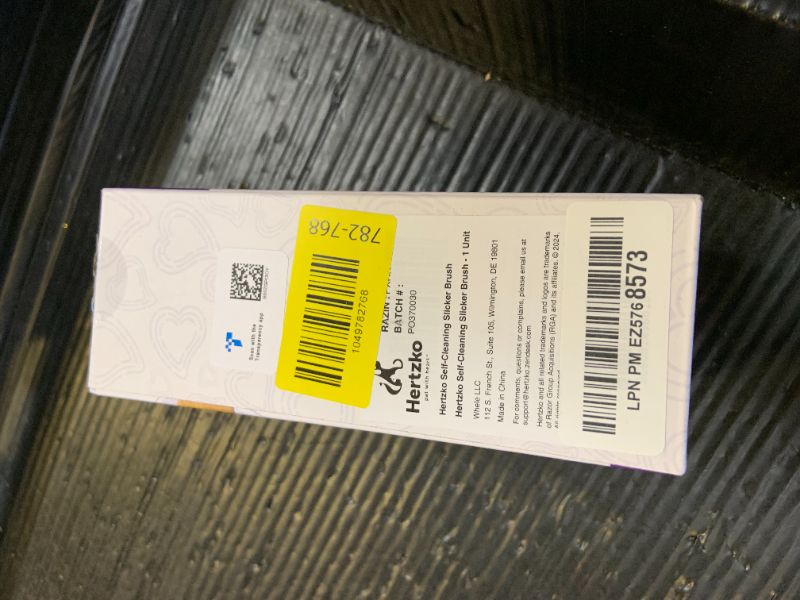 Scan with the
Transparency app
782-768
1049782768
BATCH # :
PO370030
Hertzko
pet with heart
Hertzko Self-Cleaning Slicker Brush
Hertzko Self-Cleaning Slicker Brush - 1 Unit
Whele LLC
112 S. French St., Suite 105, Wilmington, DE 19801
Made in China
For comments, questions or complains, please email us at
support@hertzko.zendesk.com
Hertzko and all related trademarks and logos are trademarks
of Razor Group Acquisitions (RGA) and its affiliates. © 2024.
LPN PM EZ5768573